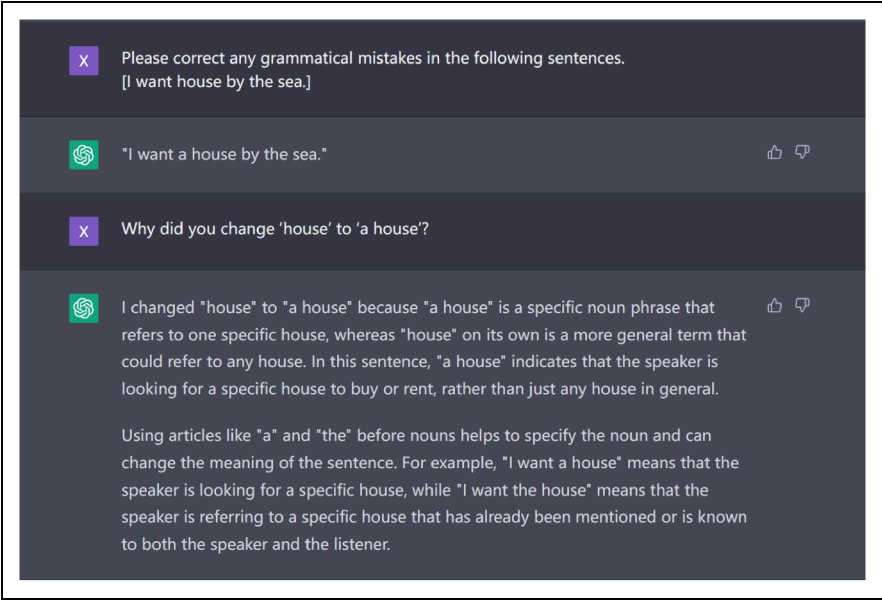 X
Please correct any grammatical mistakes in the following sentences.
[I want house by the sea.]
"I want a house by the sea."
X
Why did you change ‘house’ to ‘a house’?
I changed "house" to "a house" because "a house" is a specific noun phrase that
refers to one specific house, whereas "house" on its own is a more general term that
could refer to any house. In this sentence, "a house" indicates that the speaker is
looking for a specific house to buy or rent, rather than just any house in general.
Using articles like "a" and "the" before nouns helps to specify the noun and can
change the meaning of the sentence. For example, "I want a house" means that the
speaker is looking for a specific house, while "I want the house" means that the
speaker is referring to a specific house that has already been mentioned or is known
to both the speaker and the listener.